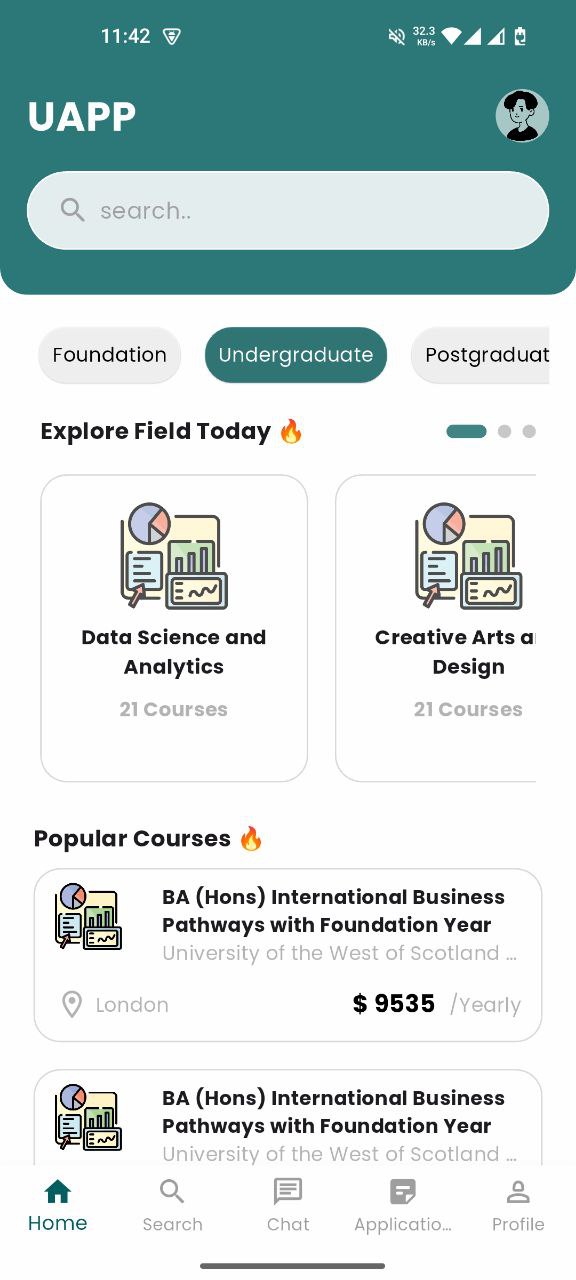 11:42
32.3
KB/s
UAPP
search..
Foundation
Undergraduate
Postgraduat
Explore Field Today 🔥
Data Science and
Analytics
21 Courses
Creative Arts a
Design
21 Courses
Popular Courses 🔥
BA (Hons) International Business
Pathways with Foundation Year
University of the West of Scotland ...
London
$ 9535 /Yearly
BA (Hons) International Business
Pathways with Foundation Year
University of the West of Scotland ...
Home
Search
Chat
Applicatio...
Profile